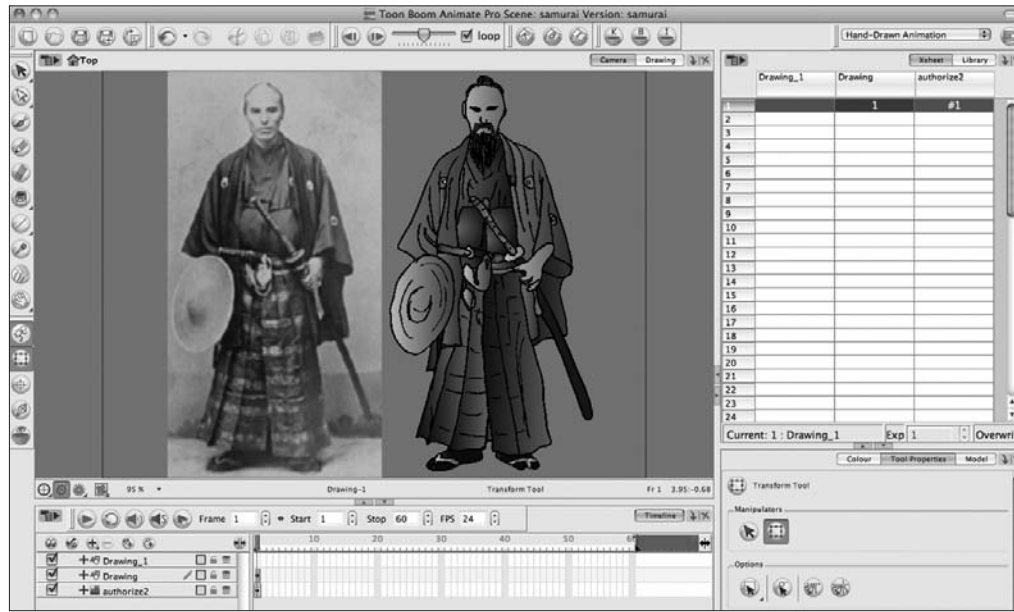 Toon Boom Animate Pro Scene: samurai Version: samurai
loop
K B I
Hand-Drawn Animation
Top
Camera Drawing
Xsheet Library
Drawing_1 Drawing authorize2
1 1 #1
2
3
4
5
6
7
8
9
10
11
12
13
14
15
16
17
18
19
20
21
22
23
24
Current: 1 : Drawing_1 Exp 1 Overwri
Colour Tool Properties Model
Transform Tool
Manipulators
Options
95 % Drawing-1 Transform Tool Fr 1 3.95:-0.68
Frame 1 Start 1 Stop 60 FPS 24 Timeline
10 20 30 40 50 6
Drawing_1
Drawing
authorize2